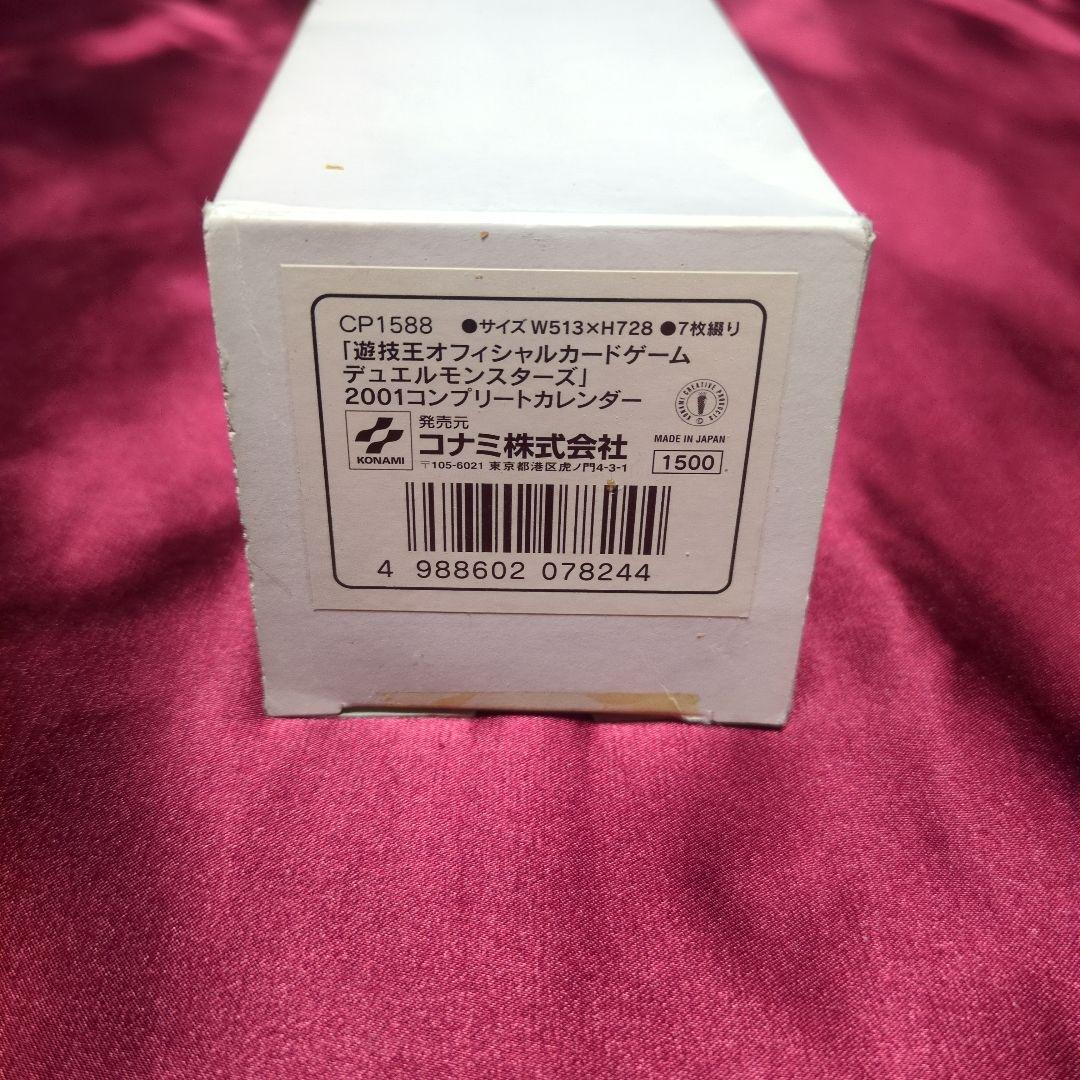 CP1588 ●サイズ W513×H728 ●7枚綴り
「遊技王オフィシャルカードゲーム
デュエルモンスターズ」
2001コンプリートカレンダー
KONAMI CREATIVE PRODUCTS
©
発売元
KONAMI
コナミ株式会社
MADE IN JAPAN
〒105-6021 東京都港区虎ノ門4-3-1
1500
4 988602 078244